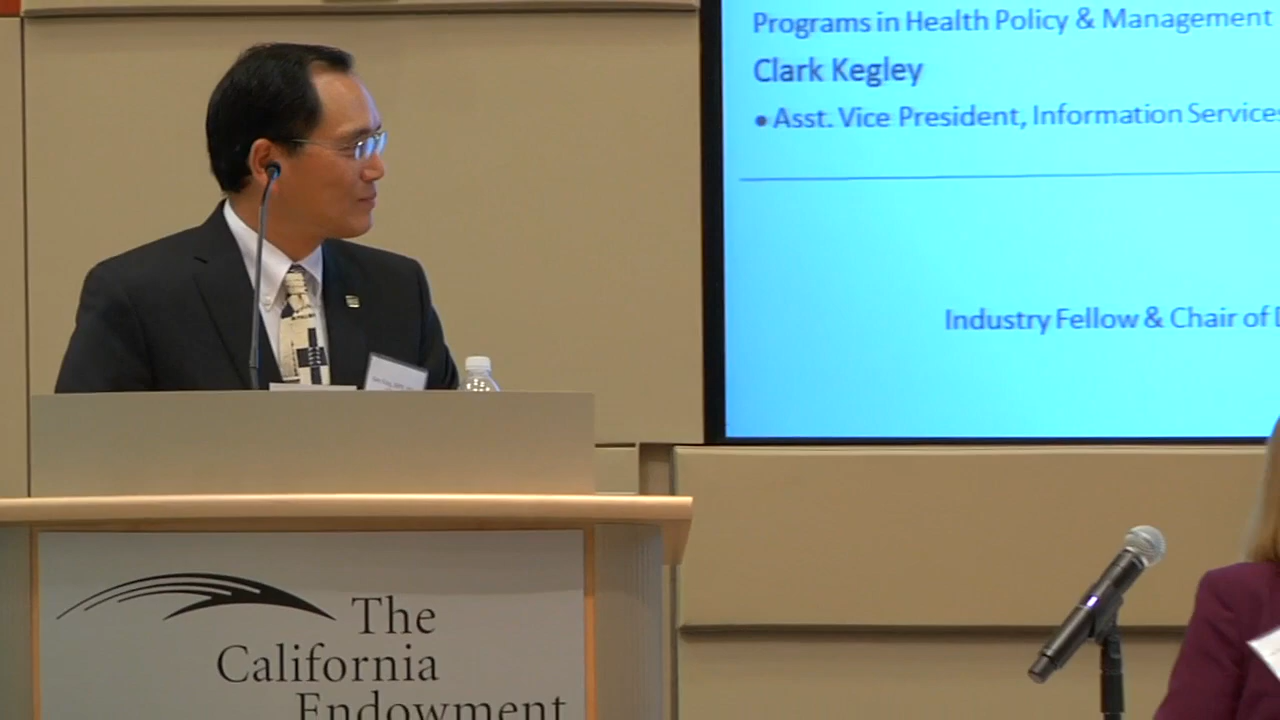 Programs in Health Policy & Management
Clark Kegley
• Asst. Vice President, Information Services
Industry Fellow & Chair of
The
California
Endowment